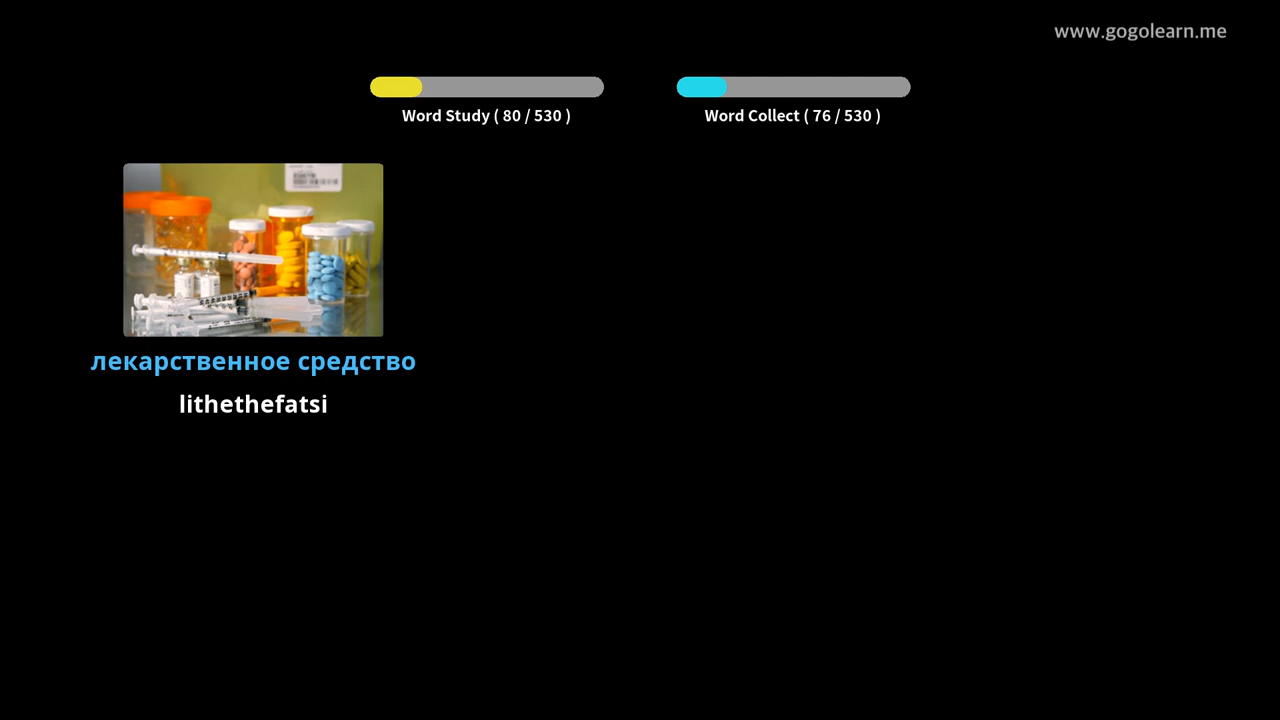 www.gogolearn.me
Word Study ( 80 / 530 )
Word Collect ( 76 / 530 )
лекарственное средство
lithethefatsi